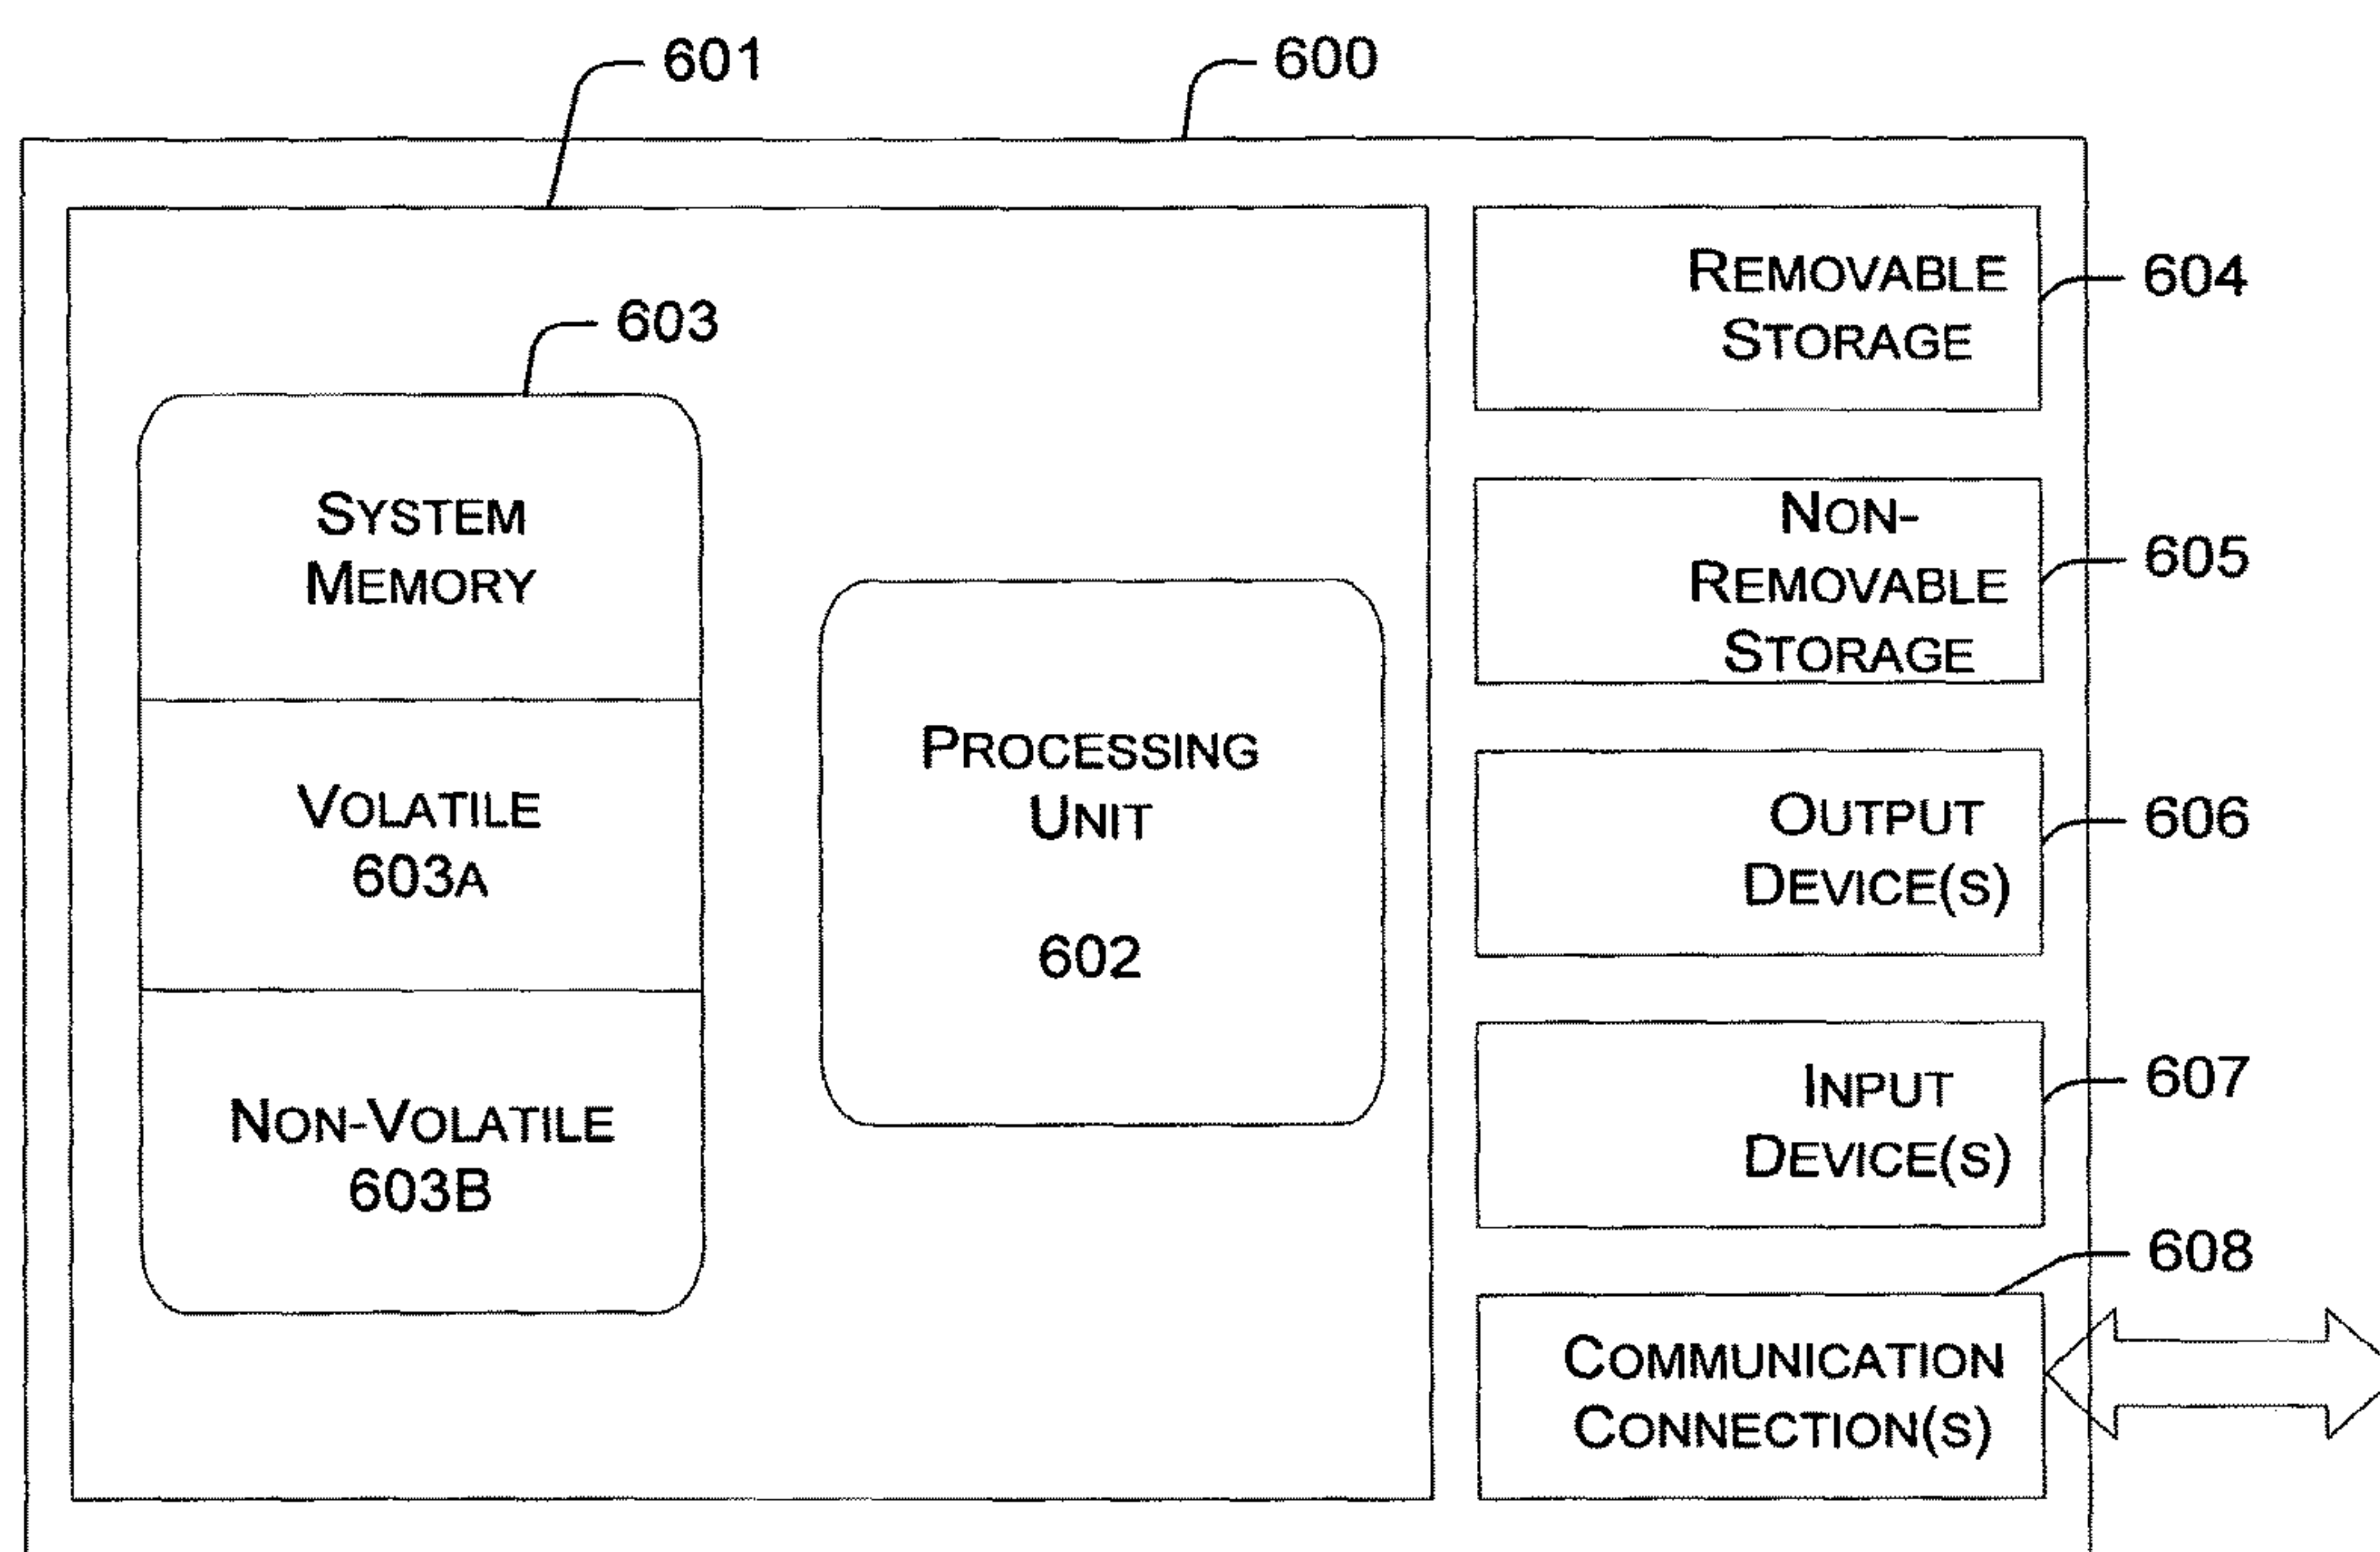 601
600
603
SYSTEM
MEMORY
VOLATILE
603A
NON-VOLATILE
603B
PROCESSING
UNIT
602
REMOVABLE
STORAGE
604
NON-
REMOVABLE
STORAGE
605
OUTPUT
DEVICE(S)
606
INPUT
DEVICE(S)
607
608
COMMUNICATION
CONNECTION(S)